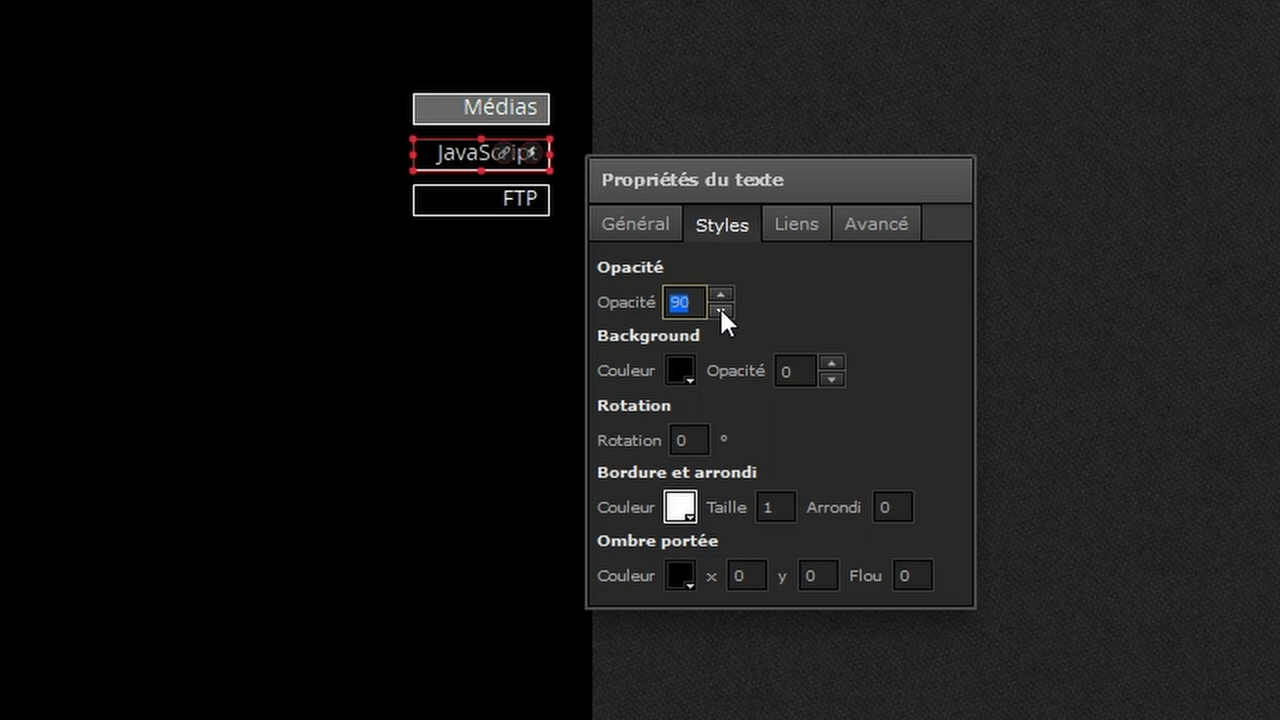 Médias
JavaScript
FTP
Propriétés du texte
Général Styles Liens Avancé
Opacité
Opacité 90
Background
Couleur Opacité 0
Rotation
Rotation 0 °
Bordure et arrondi
Couleur Taille 1 Arrondi 0
Ombre portée
Couleur x 0 y 0 Flou 0